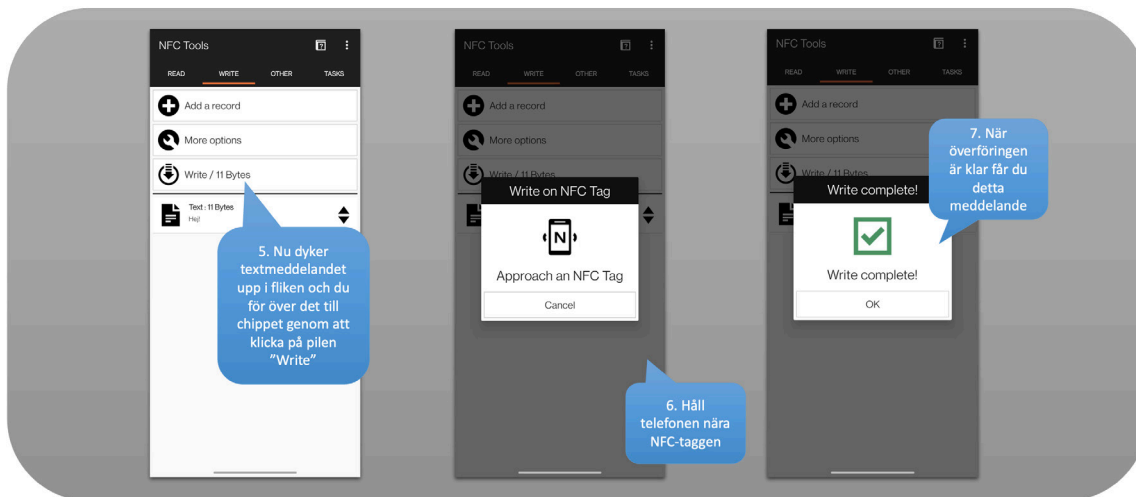 NFC Tools
READ WRITE OTHER TASKS
Add a record
More options
Write / 11 Bytes
Text : 11 Bytes
Hej!
5. Nu dyker
textmeddelandet
upp i fliken och du
för över det till
chippet genom att
klicka på pilen
”Write”
NFC Tools
READ WRITE OTHER TASKS
Add a record
More options
Write / 11 Bytes
Write on NFC Tag
N
Approach an NFC Tag
Cancel
6. Håll
telefonen nära
NFC-taggen
NFC Tools
READ WRITE OTHER TASKS
Add a record
More options
Write / 11 Bytes
Write complete!
Write complete!
OK
7. När
överföringen
är klar får du
detta
meddelande